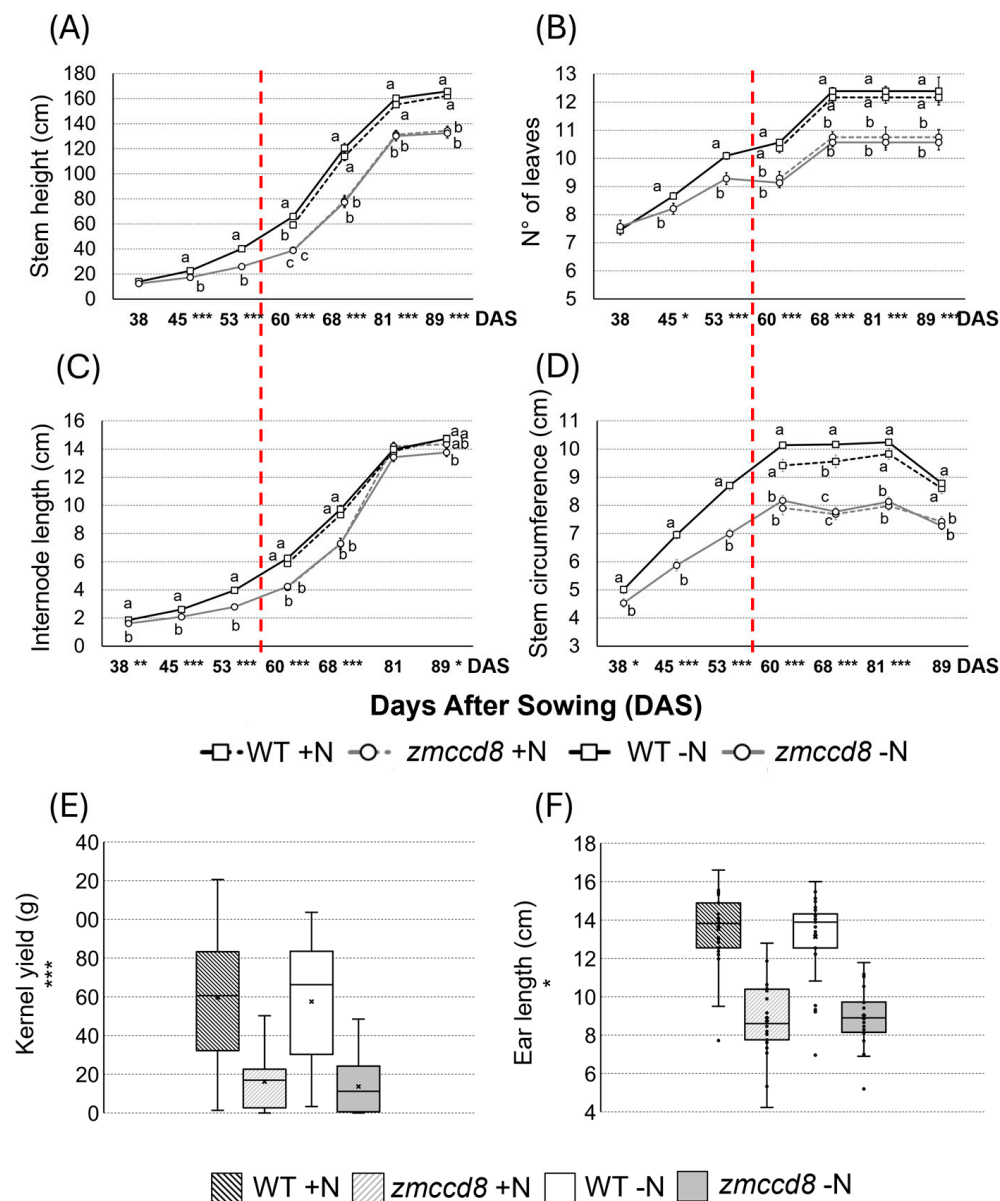 (A)
(B)
Stem height (cm)
180
160
140
120
100
80
60
40
20
0
a a a a a a a a a
b b b c c b b b b b b
38 45 *** 53 *** 60 *** 68 *** 81 *** 89 *** DAS
N° of leaves
13
12
11
10
9
8
7
6
5
a a a a a a a a a a
b b b b b b b b b b
38 45 * 53 *** 60 *** 68 *** 81 *** 89 *** DAS
(C)
(D)
Internode length (cm)
16
14
12
10
8
6
4
2
0
a a a a a a a a a ab
b b b b b b b b
38 ** 45 *** 53 *** 60 *** 68 *** 81 89 * DAS
Stem circumference (cm)
11
10
9
8
7
6
5
4
3
a a a a b a b a a a a
b b b b b c c b b b b
38 * 45 *** 53 *** 60 *** 68 *** 81 *** 89 DAS
Days After Sowing (DAS)
WT +N zmccd8 +N WT -N zmccd8 -N
(E)
(F)
Kernel yield (g)
***
40
20
00
80
60
40
20
0
Ear length (cm)
*
18
16
14
12
10
8
6
4
WT +N zmccd8 +N WT -N zmccd8 -N